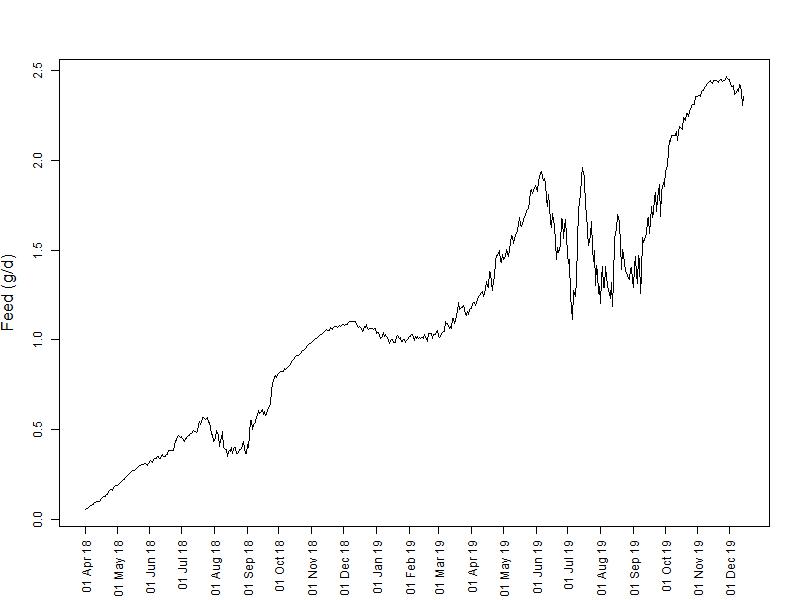 Feed (g/d)
2.5
2.0
1.5
1.0
0.5
0.0
01 Apr 18
01 May 18
01 Jun 18
01 Jul 18
01 Aug 18
01 Sep 18
01 Oct 18
01 Nov 18
01 Dec 18
01 Jan 19
01 Feb 19
01 Mar 19
01 Apr 19
01 May 19
01 Jun 19
01 Jul 19
01 Aug 19
01 Sep 19
01 Oct 19
01 Nov 19
01 Dec 19